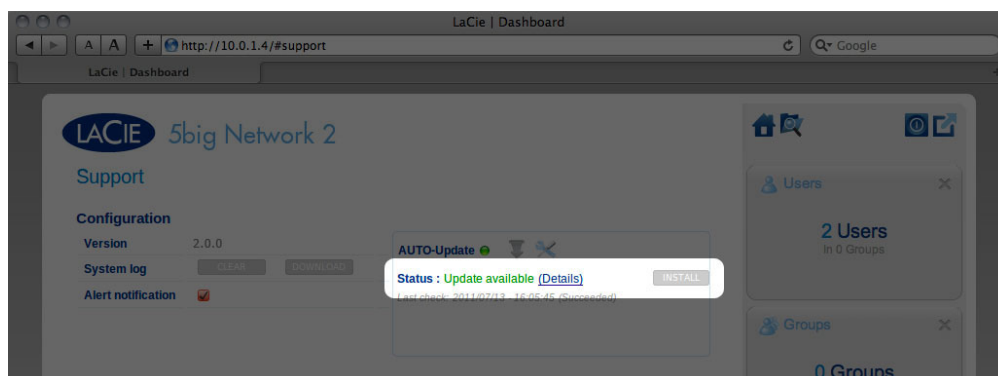 LaCie | Dashboard
A A + http://10.0.1.4/#support Google
LaCie | Dashboard
LACIE 5big Network 2
Support
Configuration
Version 2.0.0
System log CLEAR DOWNLOAD
Alert notification
AUTO-Update
Status : Update available (Details) INSTALL
Last check: 2011/07/13 - 16:05:45 (Succeeded)
Users
2 Users
In 0 Groups
Groups
0 Groups